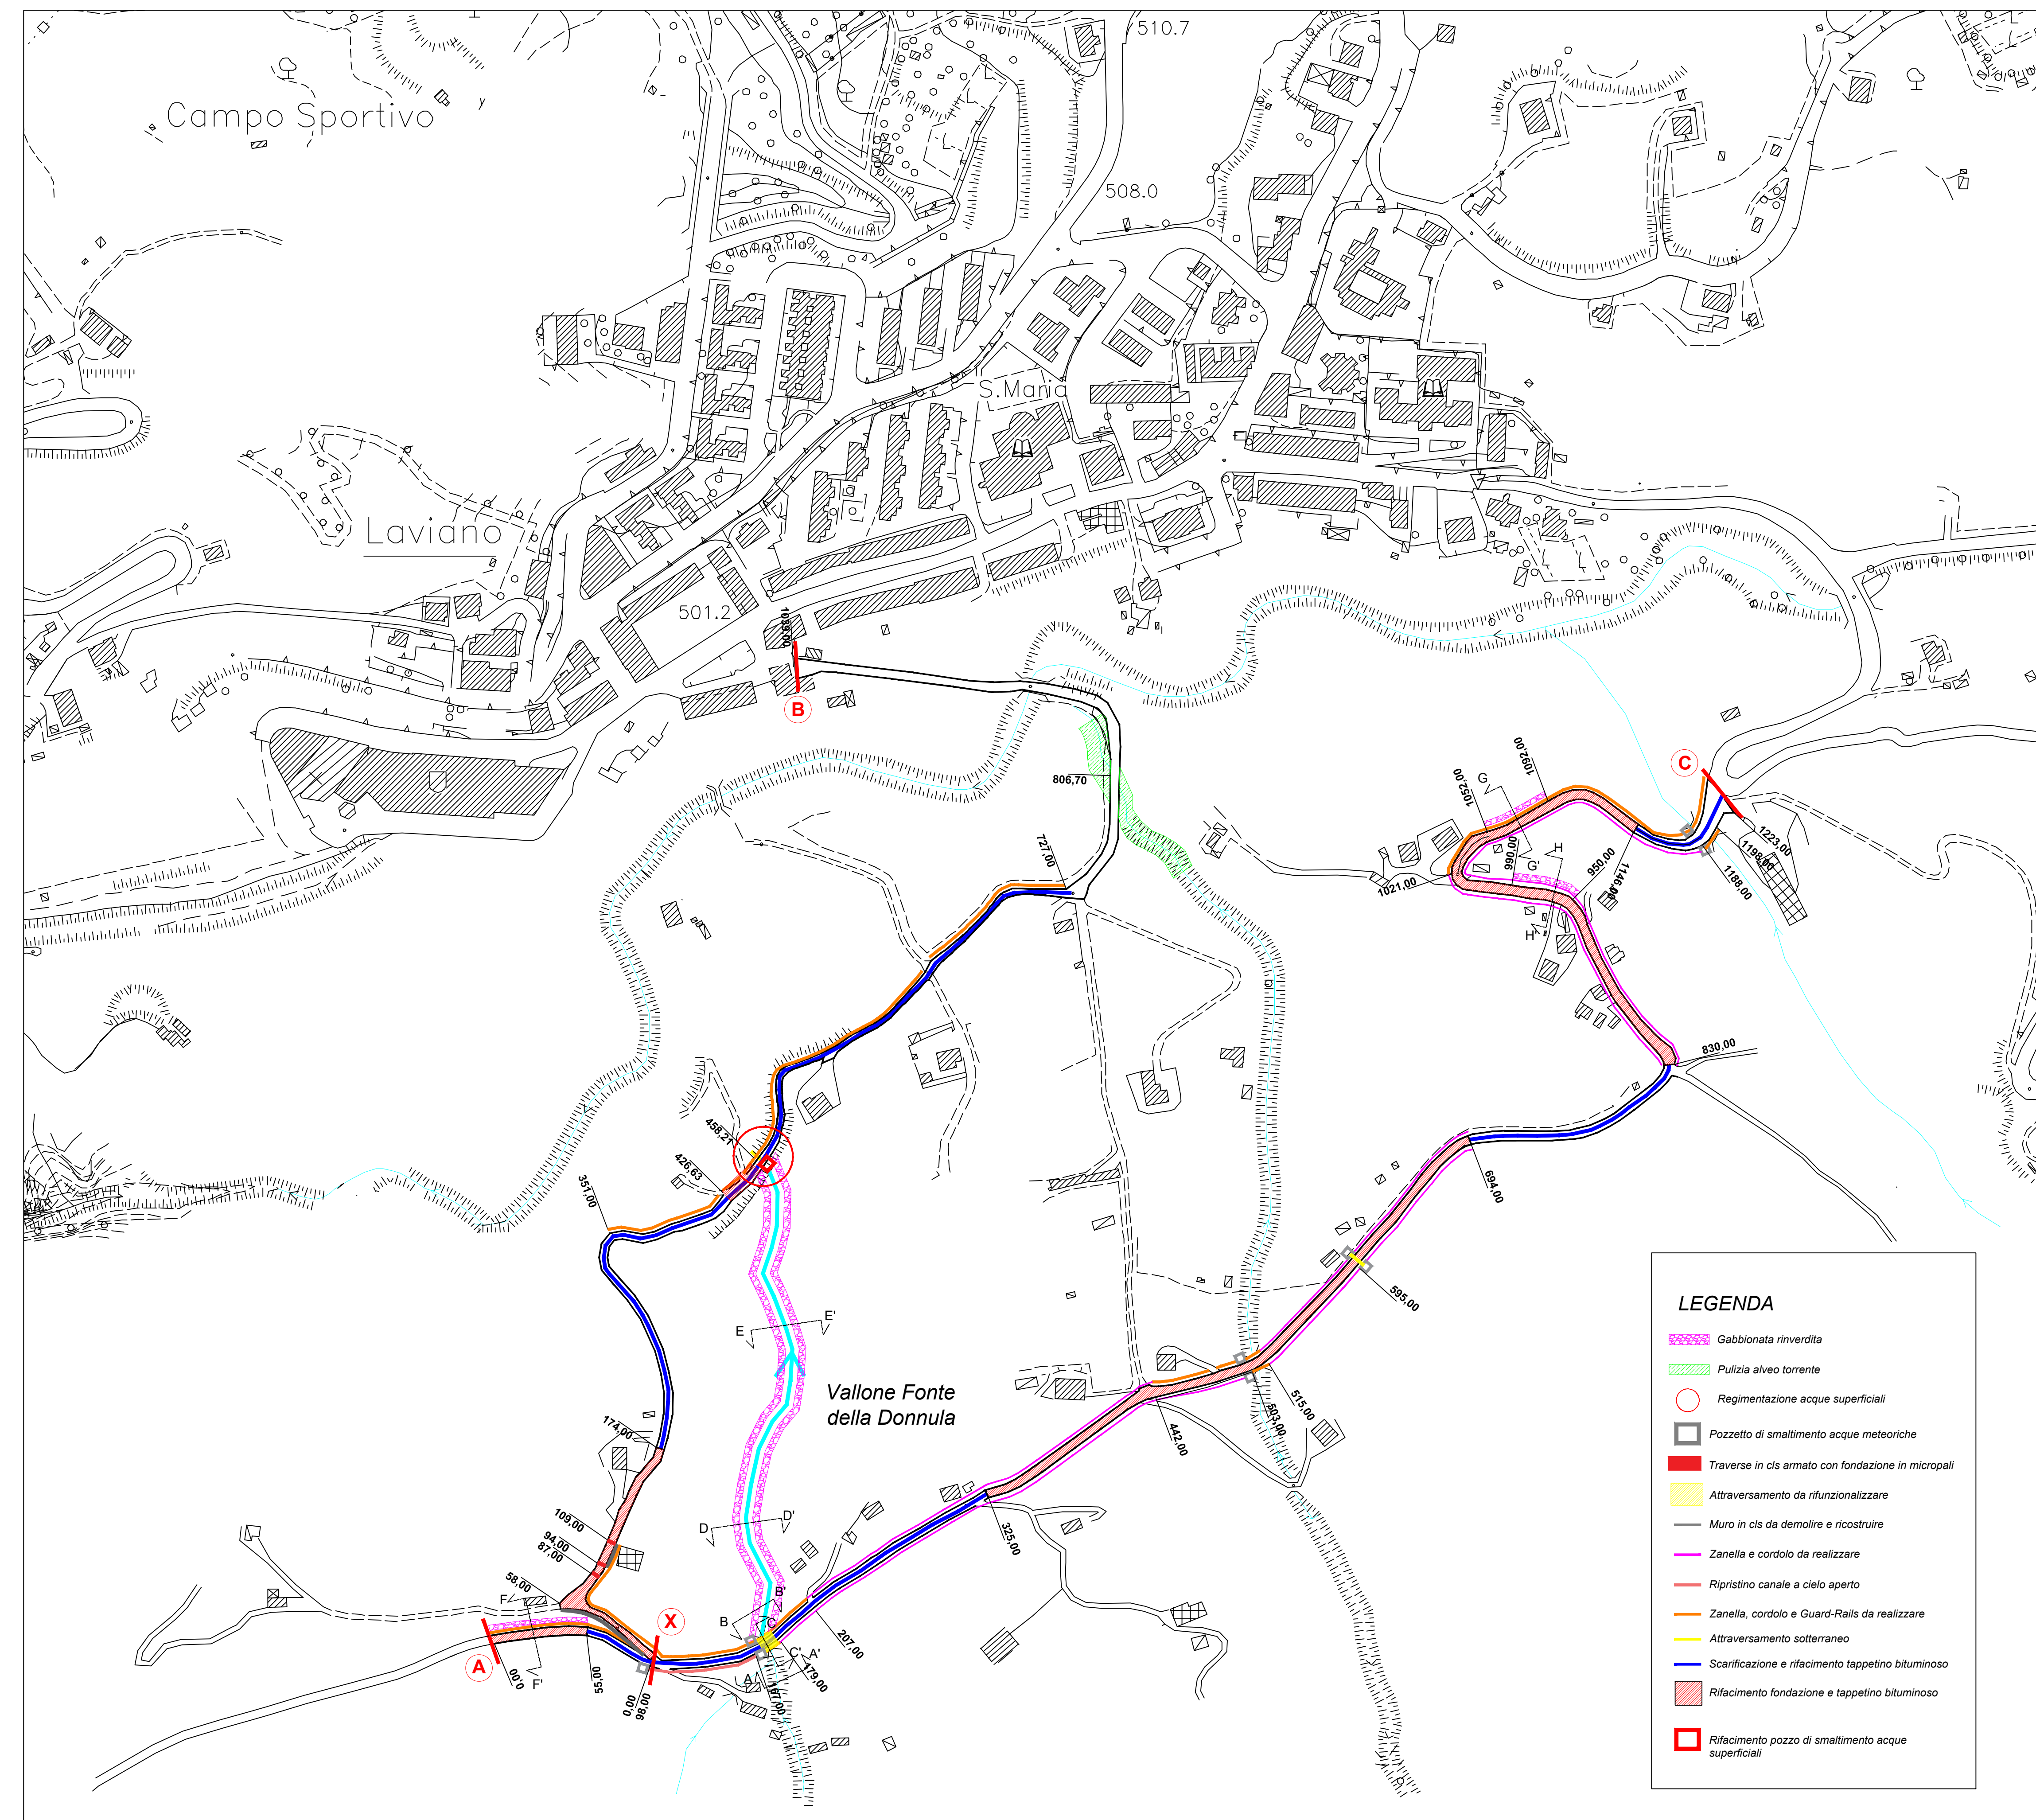 510.7
Campo Sportivo
508.0
S.Maria
Laviano
501.2
1039,00
B
C
806,70
1092,00
G
1052,00
727,00
990,00
H
G'
950,00
1146,00
1223,00
1198,00
1188,00
1021,00
H'
830,00
458,21
426,63
351,00
694,00
595,00
E
E'
Vallone Fonte
della Donnula
515,00
503,00
442,00
174,00
109,00
94,00
87,00
58,00
D
D'
325,00
F
X
B
B'
C
207,00
A
0,00
F'
55,00
0,00
98,00
A
C'
A'
179,00
167,00
LEGENDA
Gabbionata rinverdita
Pulizia alveo torrente
Regimentazione acque superficiali
Pozzetto di smaltimento acque meteoriche
Traverse in cls armato con fondazione in micropali
Attraversamento da rifunzionalizzare
Muro in cls da demolire e ricostruire
Zanella e cordolo da realizzare
Ripristino canale a cielo aperto
Zanella, cordolo e Guard-Rails da realizzare
Attraversamento sotterraneo
Scarificazione e rifacimento tappetino bituminoso
Rifacimento fondazione e tappetino bituminoso
Rifacimento pozzo di smaltimento acque
superficiali